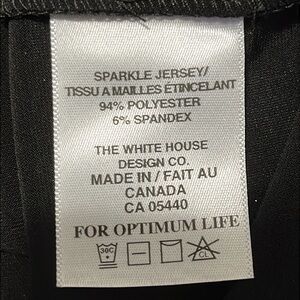 SPARKLE JERSEY/
TISSU A MAILLES ÉTINCELANT
94% POLYESTER
6% SPANDEX
THE WHITE HOUSE
DESIGN CO.
MADE IN / FAIT AU
CANADA
CA 05440
FOR OPTIMUM LIFE
30C
CL